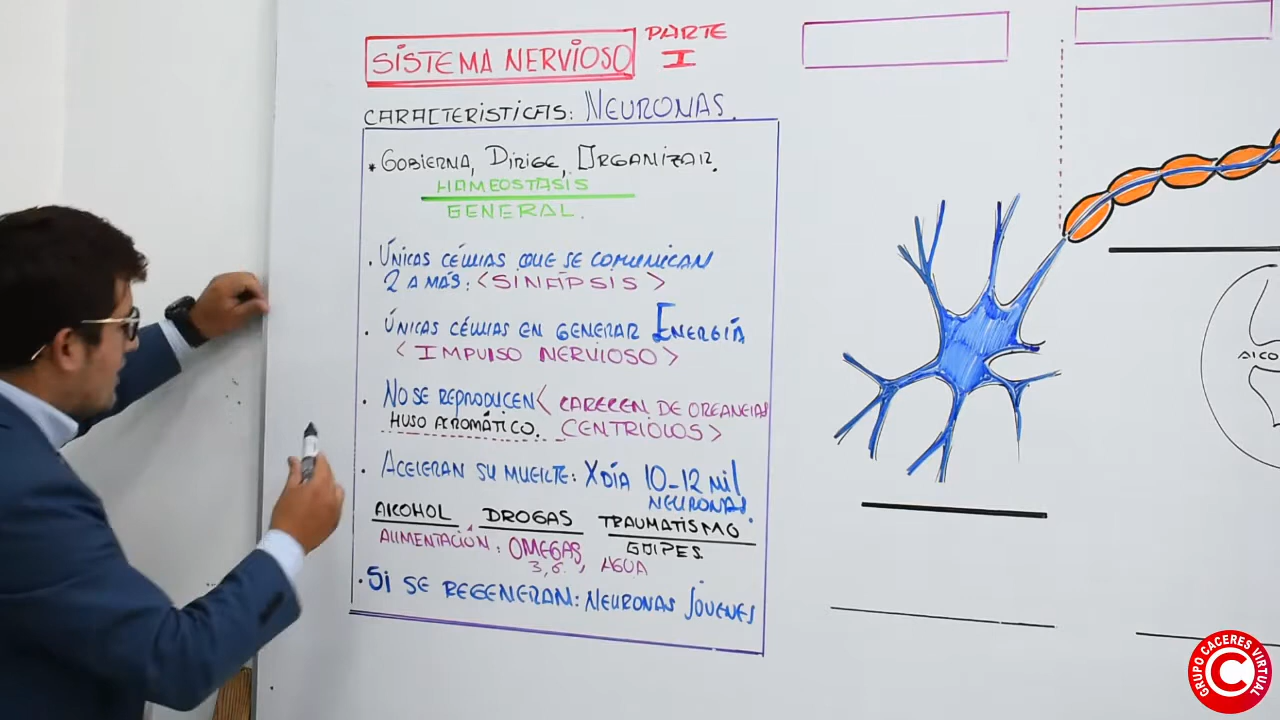 SISTEMA NERVIOSO PARTE I
CARACTERISTICAS: NEURONAS.
* GOBIERNA, DIRIGE, ORGANIZAR.
HAMEOSTASIS
GENERAL.
. ÚNICAS CÉLULAS QUE SE COMUNICAN
2 A MÁS: <SINAPSIS>
. ÚNICAS CÉLULAS EN GENERAR ENERGÍA
<IMPULSO NERVIOSO>
. NO SE REPRODUCEN < CARECEN DE ORGANELAS
HUSO ACROMÁTICO. CENTRIOLOS>
. ACELERAN SU MUERTE: X DÍA 10-12 mil
NEURONAS.
ALCOHOL, DROGAS TRAUMATISMO
GOLPES.
ALIMENTACIÓN: OMEGAS, AGUA
3,6.
. SI SE REGENERAN: NEURONAS JÓVENES
ALCO
GRUPO CACERES VIRTUAL
C